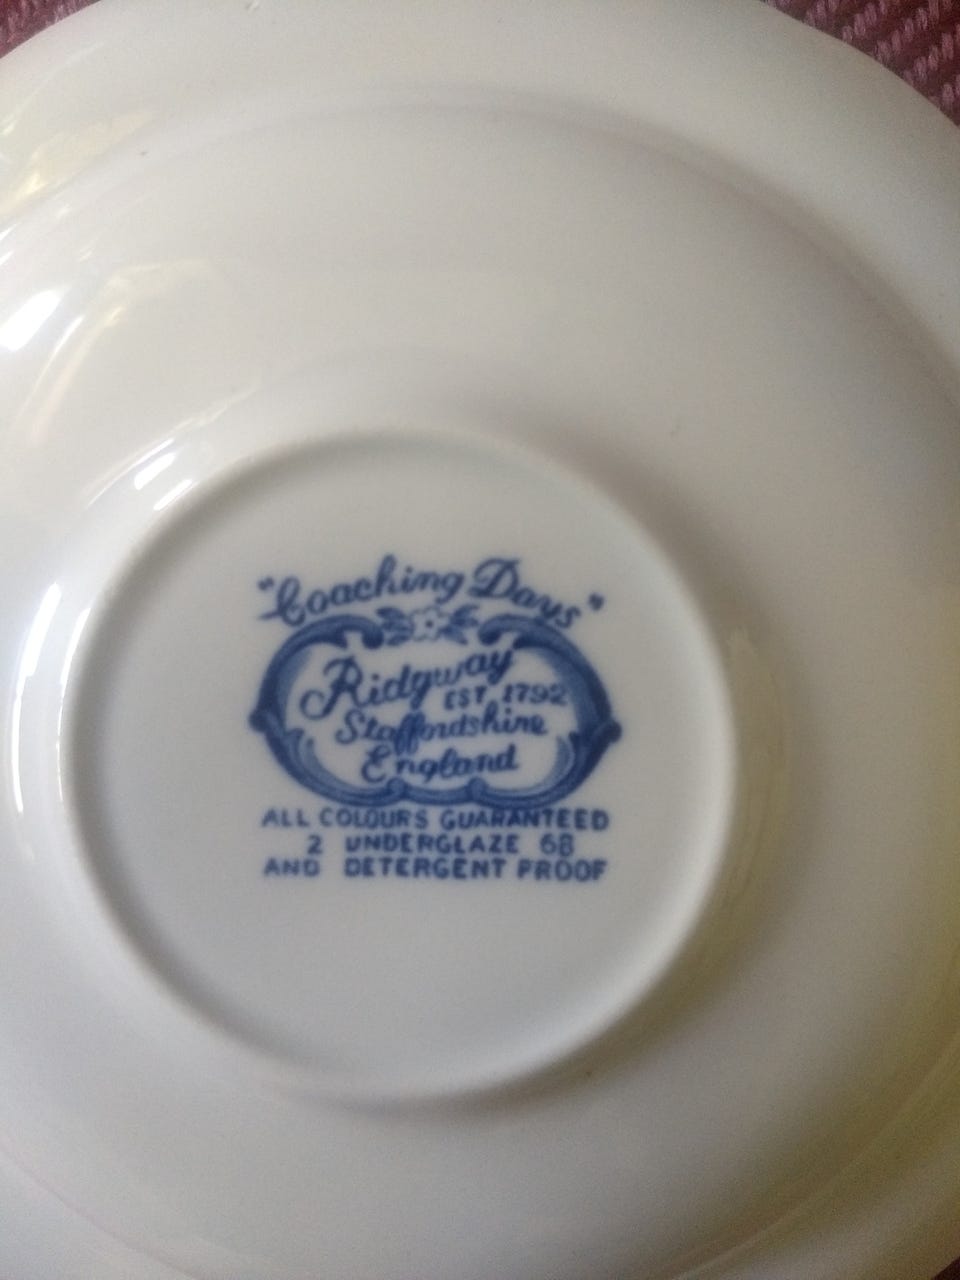 "Coaching Days"
Ridgway
EST. 1792
Staffordshire
England
ALL COLOURS GUARANTEED
2 UNDERGLAZE 68
AND DETERGENT PROOF